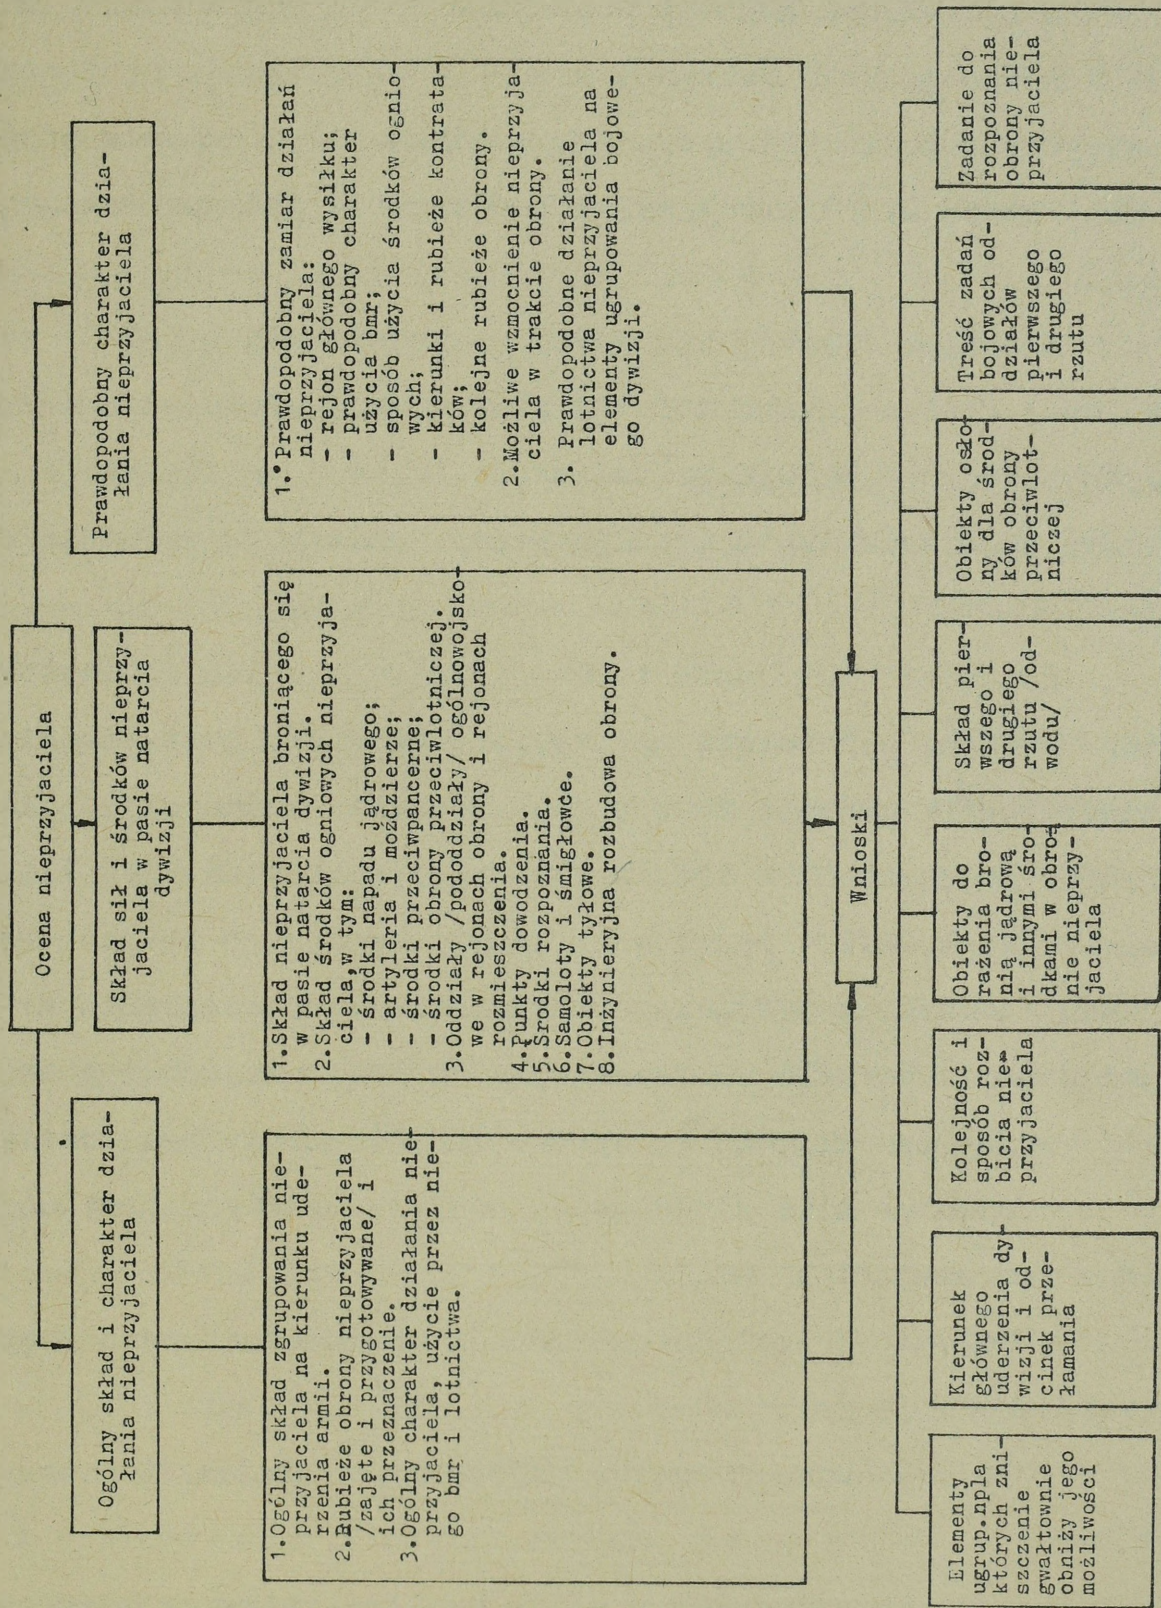 Ocena nieprzyjaciela
Ogólny skład i charakter dzia-
łania nieprzyjaciela
Skład sił i środków nieprzy-
jaciela w pasie natarcia
dywizji
Prawdopodobny charakter dzia-
łania nieprzyjaciela
1.Ogólny skład zgrupowania nie-
przyjaciela na kierunku ude-
rzenia armii.
2.Rubieże obrony nieprzyjaciela
/zajęte i przygotowywane/ i
ich przeznaczenie.
3.Ogólny charakter działania nie-
przyjaciela, użycie przez nie-
go bmr i lotnictwa.
1.Skład nieprzyjaciela broniącego się
w pasie natarcia dywizji.
2.Skład środków ogniowych nieprzyja-
ciela,w tym:
- środki napadu jądrowego;
- artyleria i moździerze;
- środki przeciwpancerne;
- środki obrony przeciwlotniczej.
3.Oddziały /pododdziały/ ogólnowojsko-
we w rejonach obrony i rejonach
rozmieszczenia.
4.Punkty dowodzenia.
5.Srodki rozpoznania.
6.Samoloty i śmigłowce.
7.Obiekty tyłowe.
8.Inżynieryjna rozbudowa obrony.
1.Prawdopodobny zamiar działań
nieprzyjaciela:
- rejon głównego wysiłku;
- prawdopodobny charakter
użycia bmr;
- sposób użycia środków ognio-
wych;
- kierunki i rubieże kontrata-
ków;
- kolejne rubieże obrony.
2.Możliwe wzmocnienie nieprzyja-
ciela w trakcie obrony.
3. Prawdopodobne działanie
lotnictwa nieprzyjaciela na
elementy ugrupowania bojowe-
go dywizji.
Wnioski
Elementy
ugrup.npla
których zni-
szczenie
gwałtownie
obniży jego
możliwości
Kierunek
głównego
uderzenia dy
wizji i od-
cinek prze-
łamania
Kolejność i
sposób roz-
bicia nie-
przyjaciela
Obiekty do
rażenia bro-
nią jądrową
i innymi śro-
dkami w obro-
nie nieprzy-
jaciela
Skład pier-
wszego i
drugiego
rzutu /od-
wodu/
Obiekty osło-
ny dla środ-
ków obrony
przeciwlot-
niczej
Treść zadań
bojowych od-
działów
pierwszego
i drugiego
rzutu
Zadanie do
rozpoznania
obrony nie-
przyjaciela